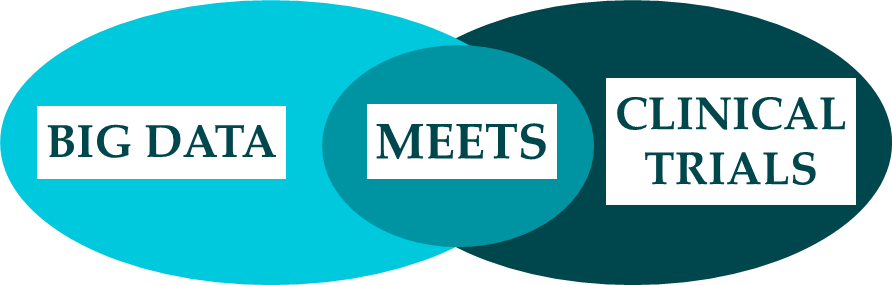 BIG DATA
MEETS
CLINICAL
TRIALS